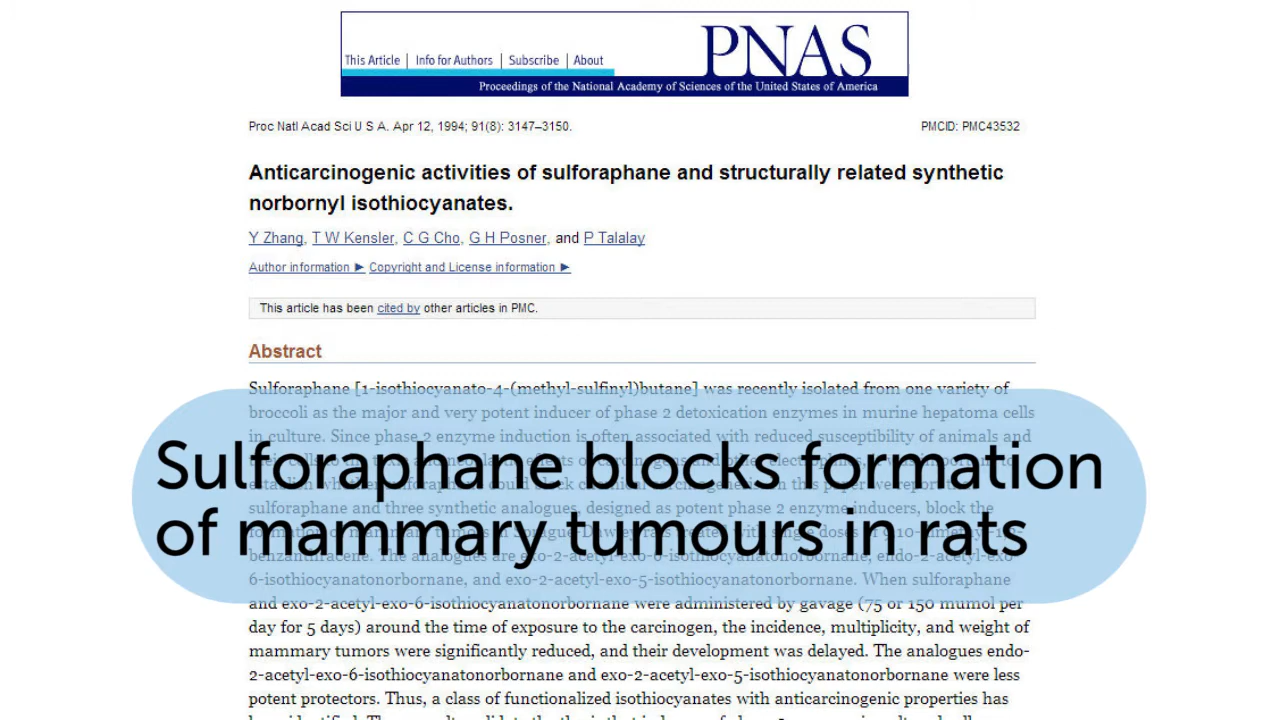 PNAS
This Article | Info for Authors | Subscribe | About
Proceedings of the National Academy of Sciences of the United States of America
Proc Natl Acad Sci U S A. Apr 12, 1994; 91(8): 3147–3150.
PMCID: PMC43532
Anticarcinogenic activities of sulforaphane and structurally related synthetic
norbornyl isothiocyanates.
Y Zhang, T W Kensler, C G Cho, G H Posner, and P Talalay
Author information ► Copyright and License information ►
This article has been cited by other articles in PMC.
Abstract
Sulforaphane [1-isothiocyanato-4-(methyl-sulfinyl)butane] was recently isolated from one variety of
broccoli as the major and very potent inducer of phase 2 detoxication enzymes in murine hepatoma cells
in culture. Since phase 2 enzyme induction is often associated with reduced susceptibility of animals and
Sulforaphane blocks formation
of mammary tumours in rats
sulforaphane and three synthetic analogues, designed as potent phase 2 enzyme inducers, block the
benzanthracene. The analogues are exo-2-acetyl-exo-6-isothiocyanatonorbornane, endo-2-acetyl-exo-
6-isothiocyanatonorbornane, and exo-2-acetyl-exo-5-isothiocyanatonorbornane. When sulforaphane
and exo-2-acetyl-exo-6-isothiocyanatonorbornane were administered by gavage (75 or 150 mumol per
day for 5 days) around the time of exposure to the carcinogen, the incidence, multiplicity, and weight of
mammary tumors were significantly reduced, and their development was delayed. The analogues endo-
2-acetyl-exo-6-isothiocyanatonorbornane and exo-2-acetyl-exo-5-isothiocyanatonorbornane were less
potent protectors. Thus, a class of functionalized isothiocyanates with anticarcinogenic properties has